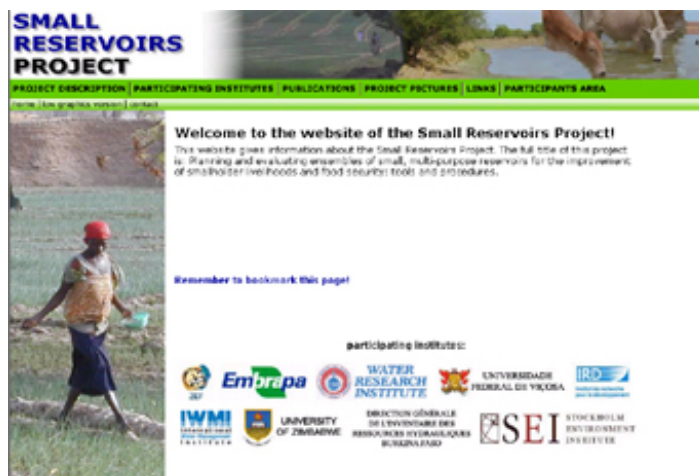 SMALL
RESERVOIRS
PROJECT
PROJECT DESCRIPTION | PARTICIPATING INSTITUTES | PUBLICATIONS | PROJECT PICTURES | LINKS | PARTICIPANTS AREA
home | low graphics version | contact
Welcome to the website of the Small Reservoirs Project!
This website gives information about the Small Reservoirs Project. The full title of this project
is: Planning and evaluating ensembles of small, multi-purpose reservoirs for the improvement
of smallholder livelihoods and food security: tools and procedures.
Remember to bookmark this page!
participating institutes:
Embrapa
WATER
RESEARCH
INSTITUTE
UNIVERSIDADE
FEDERAL DE VIÇOSA
IRD
IWMI
International
Water Management
Institute
UNIVERSITY
OF ZIMBABWE
DIRECTION GÉNÉRALE
DE L'INVENTAIRE DES
RESSOURCES HYDRAULIQUES
BURKINA FASO
SEI
STOCKHOLM
ENVIRONMENT
INSTITUTE